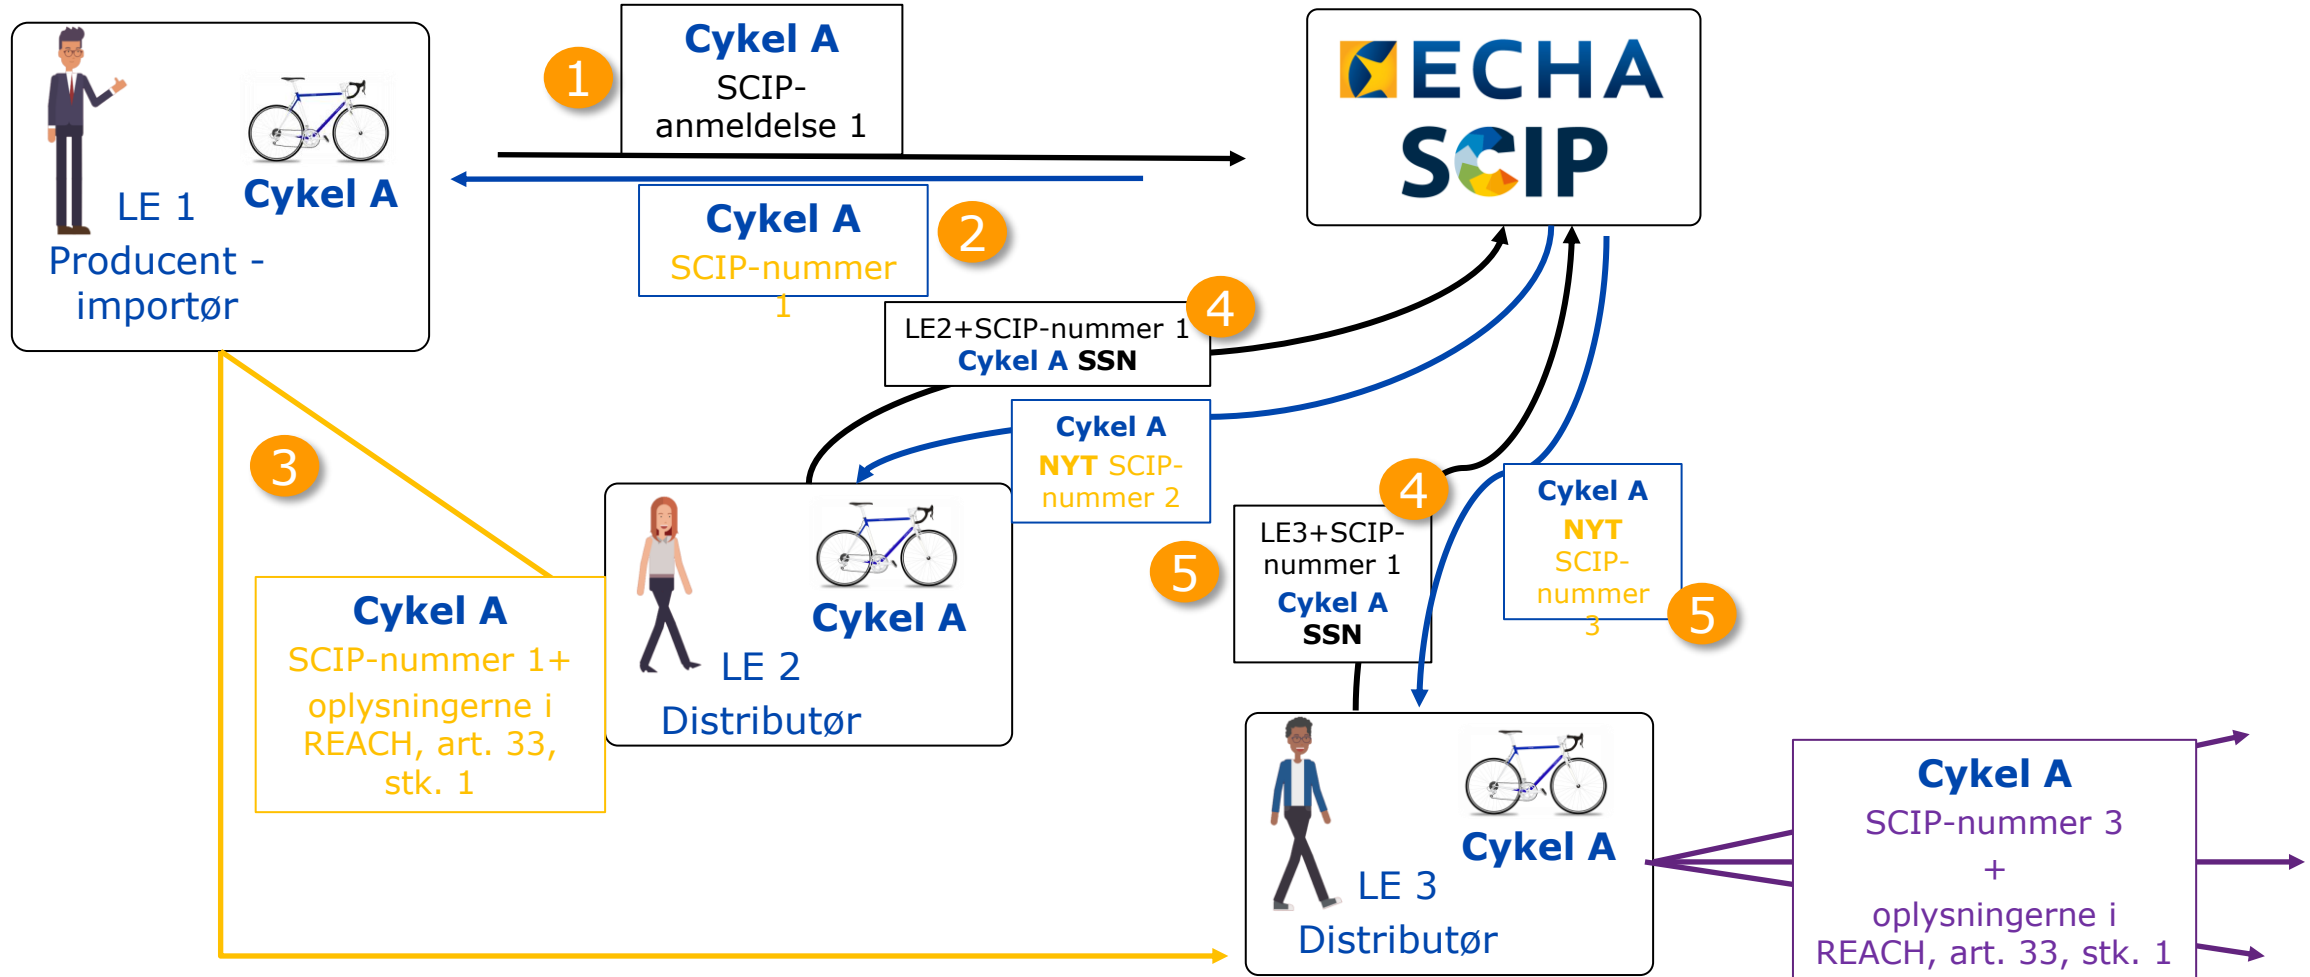 LE 1
Cykel A
Producent -
importør
1
Cykel A
SCIP-
anmeldelse 1
ECHA
SCIP
Cykel A
SCIP-nummer
1
2
3
4
LE2+SCIP-nummer 1
Cykel A SSN
Cykel A
NYT SCIP-
nummer 2
Cykel A
SCIP-nummer 1+
oplysningerne i
REACH, art. 33,
stk. 1
Cykel A
LE 2
Distributør
4
5
LE3+SCIP-
nummer 1
Cykel A
SSN
Cykel A
NYT
SCIP-
nummer
3
5
Cykel A
LE 3
Distributør
Cykel A
SCIP-nummer 3
+
oplysningerne i
REACH, art. 33, stk. 1